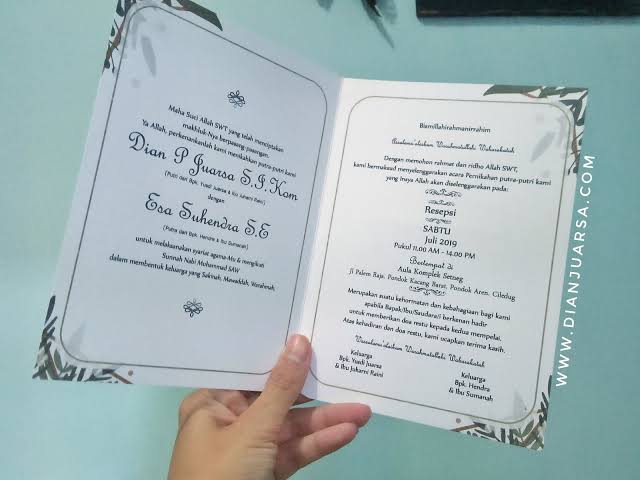 Maha Suci Allah SWT yang telah menciptakan
makhluk-Nya berpasang-pasangan.
Ya Allah, perkenankanlah kami menikahkan putra-putri kami
Dian P Juarsa S.I.Kom
(Putri dari Bpk. Yuedi Juarsa & Ibu Juharni Raini)
dengan
Esa Suhendra S.E
(Putra dari Bpk. Hendra & Ibu Sumanah)
untuk melaksanakan syariat agama-Mu & mengikuti
Sunnah Nabi Muhammad SAW
dalam membentuk keluarga yang Sakinah, Mawaddah, Warahmah
Bismillahirahmanirrahim
Assalamu'alaikum Warahmatullahi Wabarakatuh
Dengan memohon rahmat dan ridho Allah SWT,
kami bermaksud menyelenggarakan acara Pernikahan putra-putri kami
yang Insya Allah akan diselenggarakan pada:
Resepsi
SABTU
Juli 2019
Pukul 11.00 AM - 14.00 PM
Bertempat di
Aula Komplek Setneg
Jl Palem Raja, Pondok Kacang Barat, Pondok Aren, Ciledug
Merupakan suatu kehormatan dan kebahagiaan bagi kami
apabila Bapak/Ibu/Saudara/i berkenan hadir
untuk memberikan doa restu kepada kedua mempelai.
Atas kehadiran dan doa restu, kami ucapkan terima kasih.
Wassalamu'alaikum Warahmatullahi Wabarakatuh
Keluarga
Bpk. Yuedi Juarsa
& Ibu Juharni Raini
Keluarga
Bpk. Hendra
& Ibu Sumanah
WWW.DIANJUARSA.COM